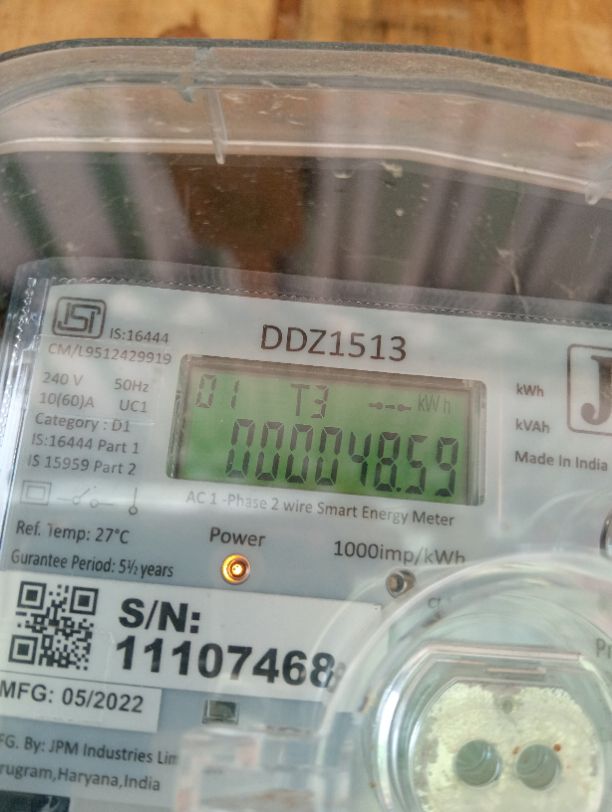 ISI
IS:16444
CM/L9512429919
DDZ1513
240 V 50Hz
10(60)A UC1
Category : D1
IS:16444 Part 1
IS 15959 Part 2
01 T3 kWh
000048.59
kWh
kVAh
Made In India
J
AC 1 -Phase 2 wire Smart Energy Meter
Ref. Temp: 27°C
Power
1000imp/kWh
Gurantee Period: 5½ years
S/N:
11107468
MFG: 05/2022
FG. By: JPM Industries Lim
rugram,Haryana,India